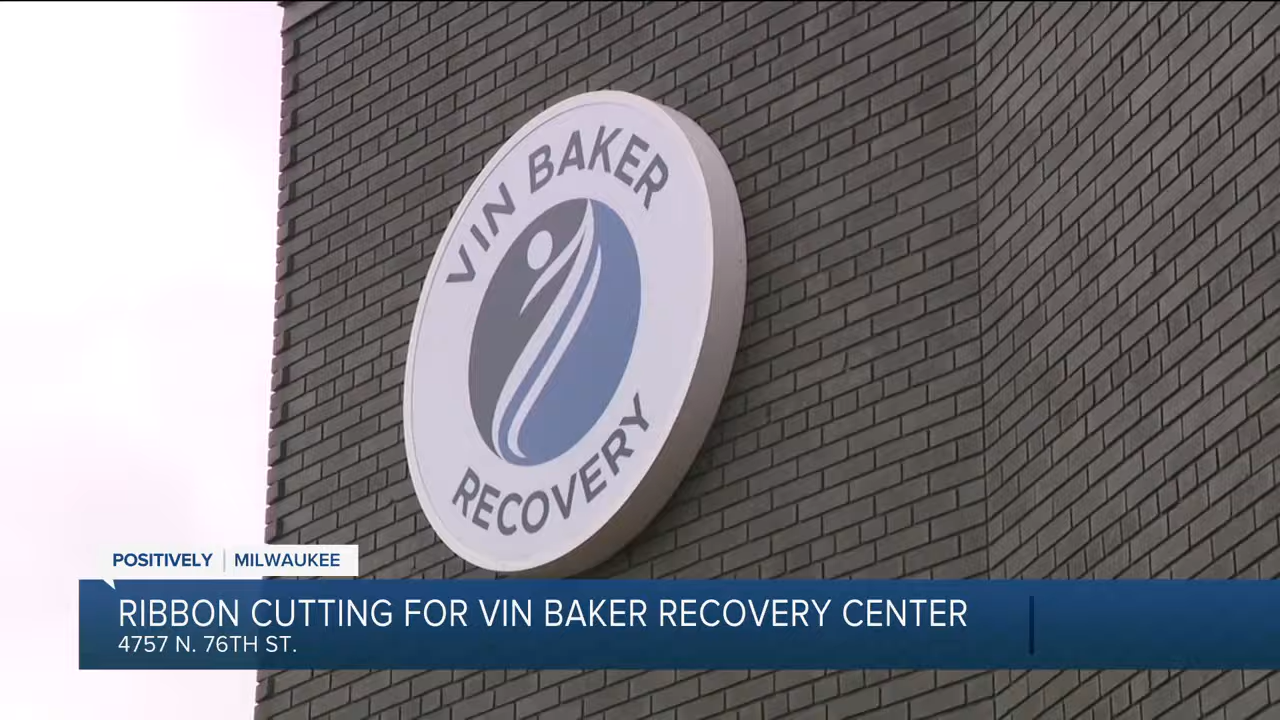 VIN BAKER
RECOVERY
POSITIVELY | MILWAUKEE
RIBBON CUTTING FOR VIN BAKER RECOVERY CENTER
4757 N. 76TH ST.